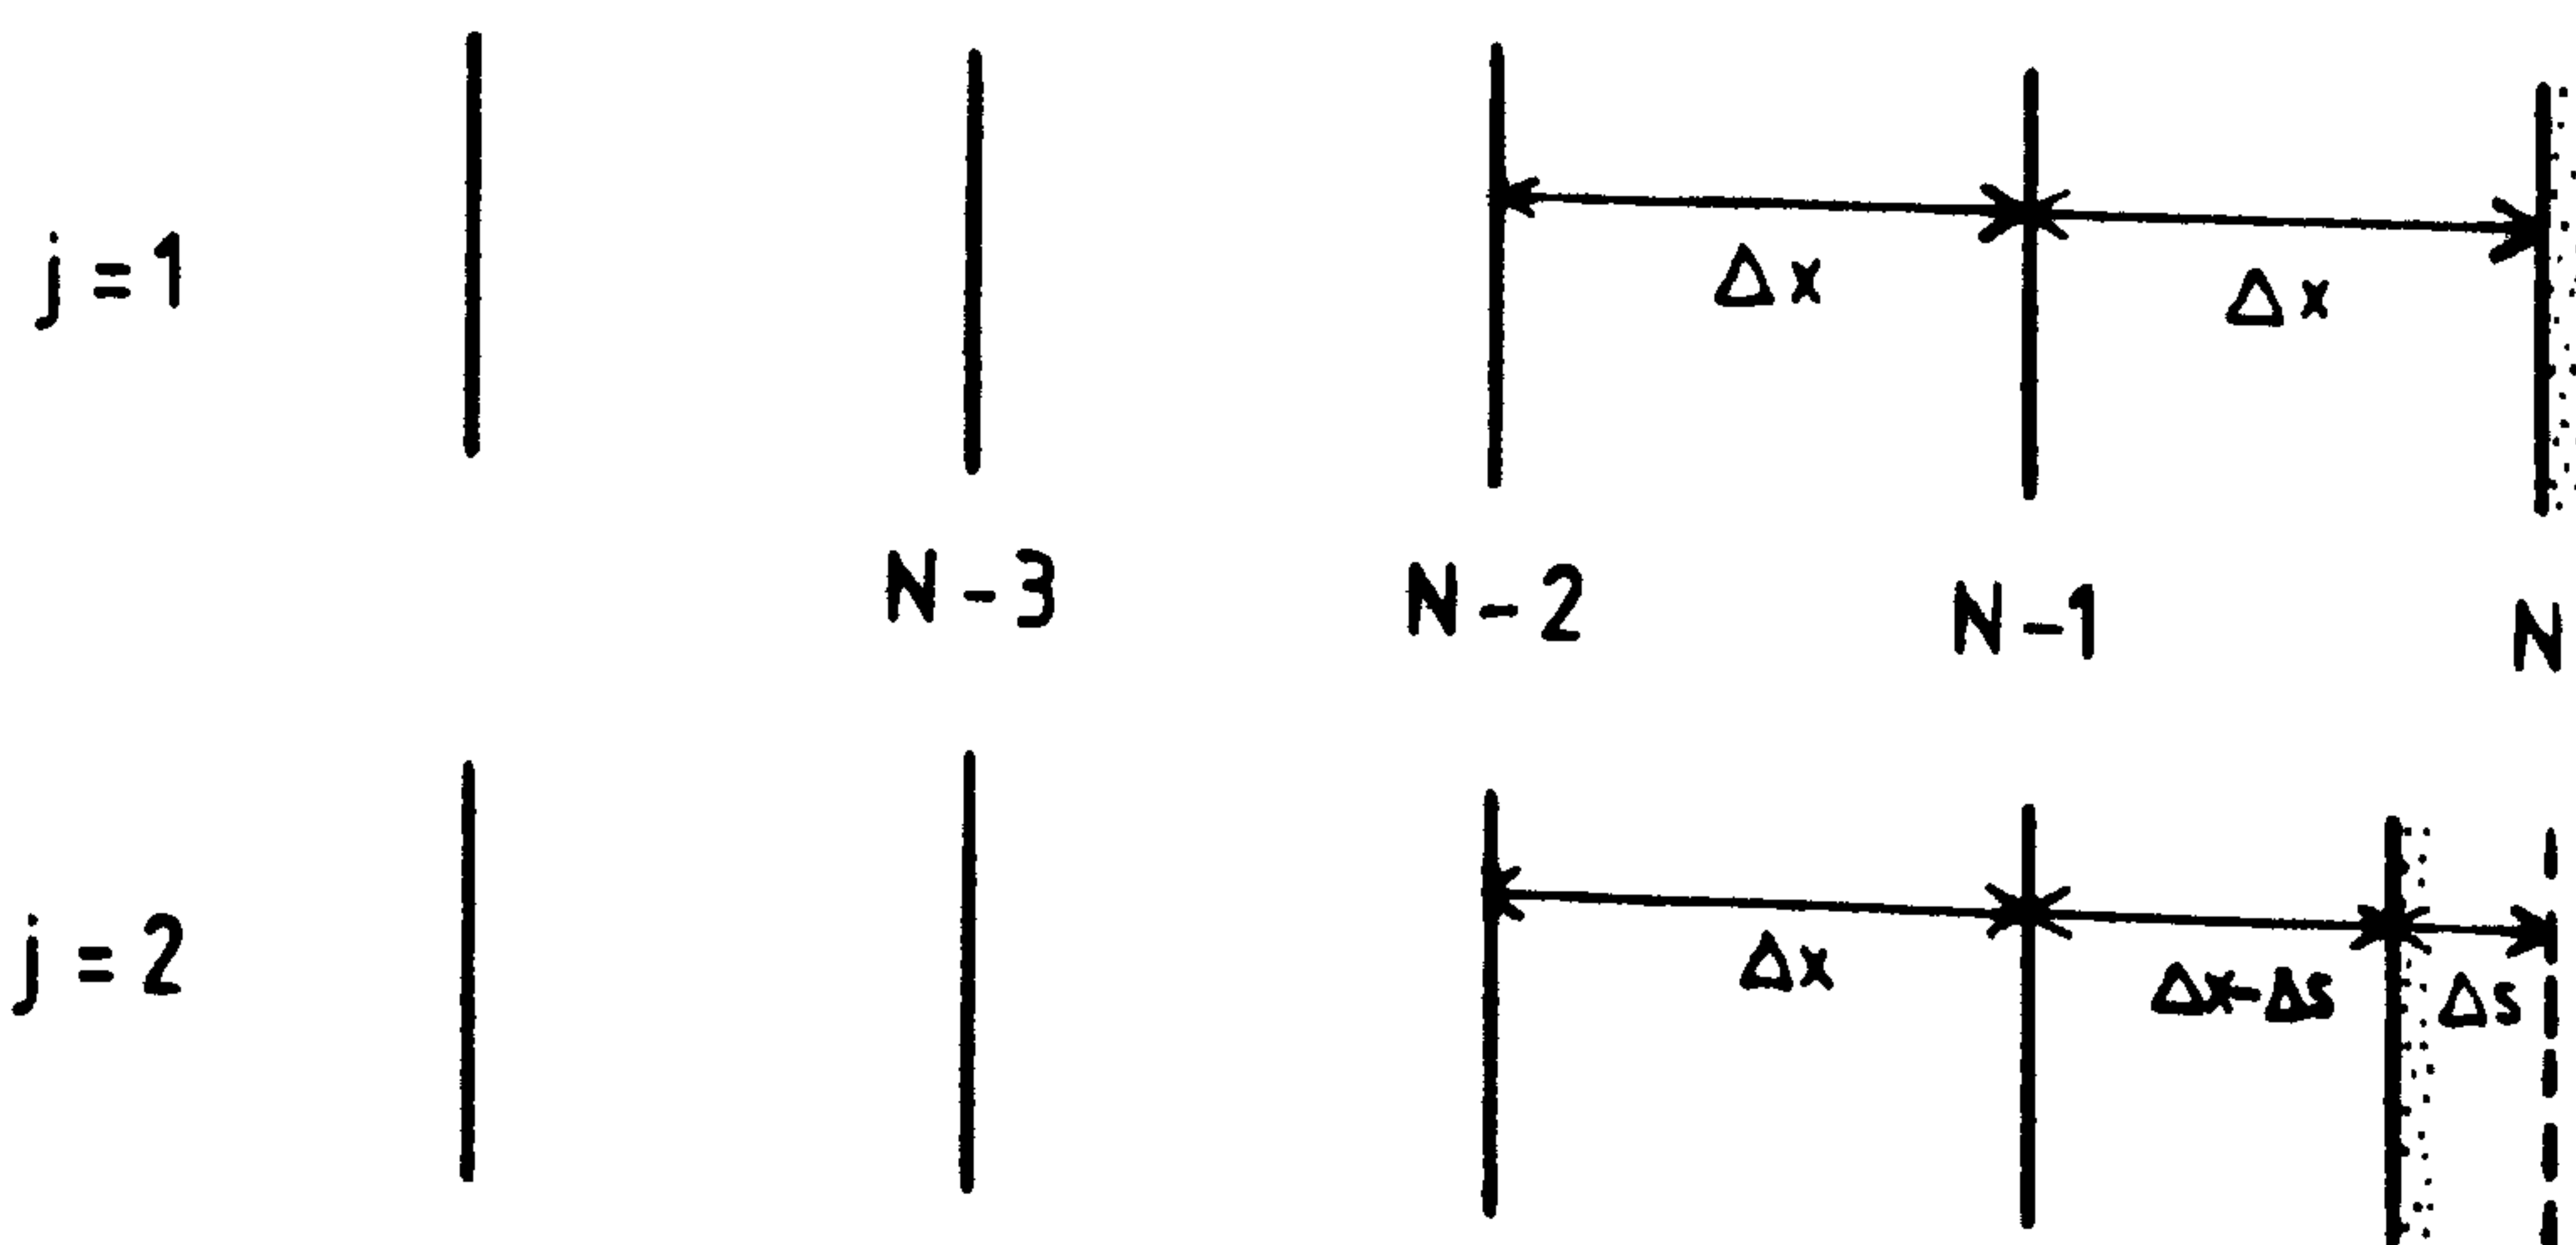 j = 1
Δx Δx
N - 3 N - 2 N - 1 N
j = 2
Δx Δx-Δs Δs